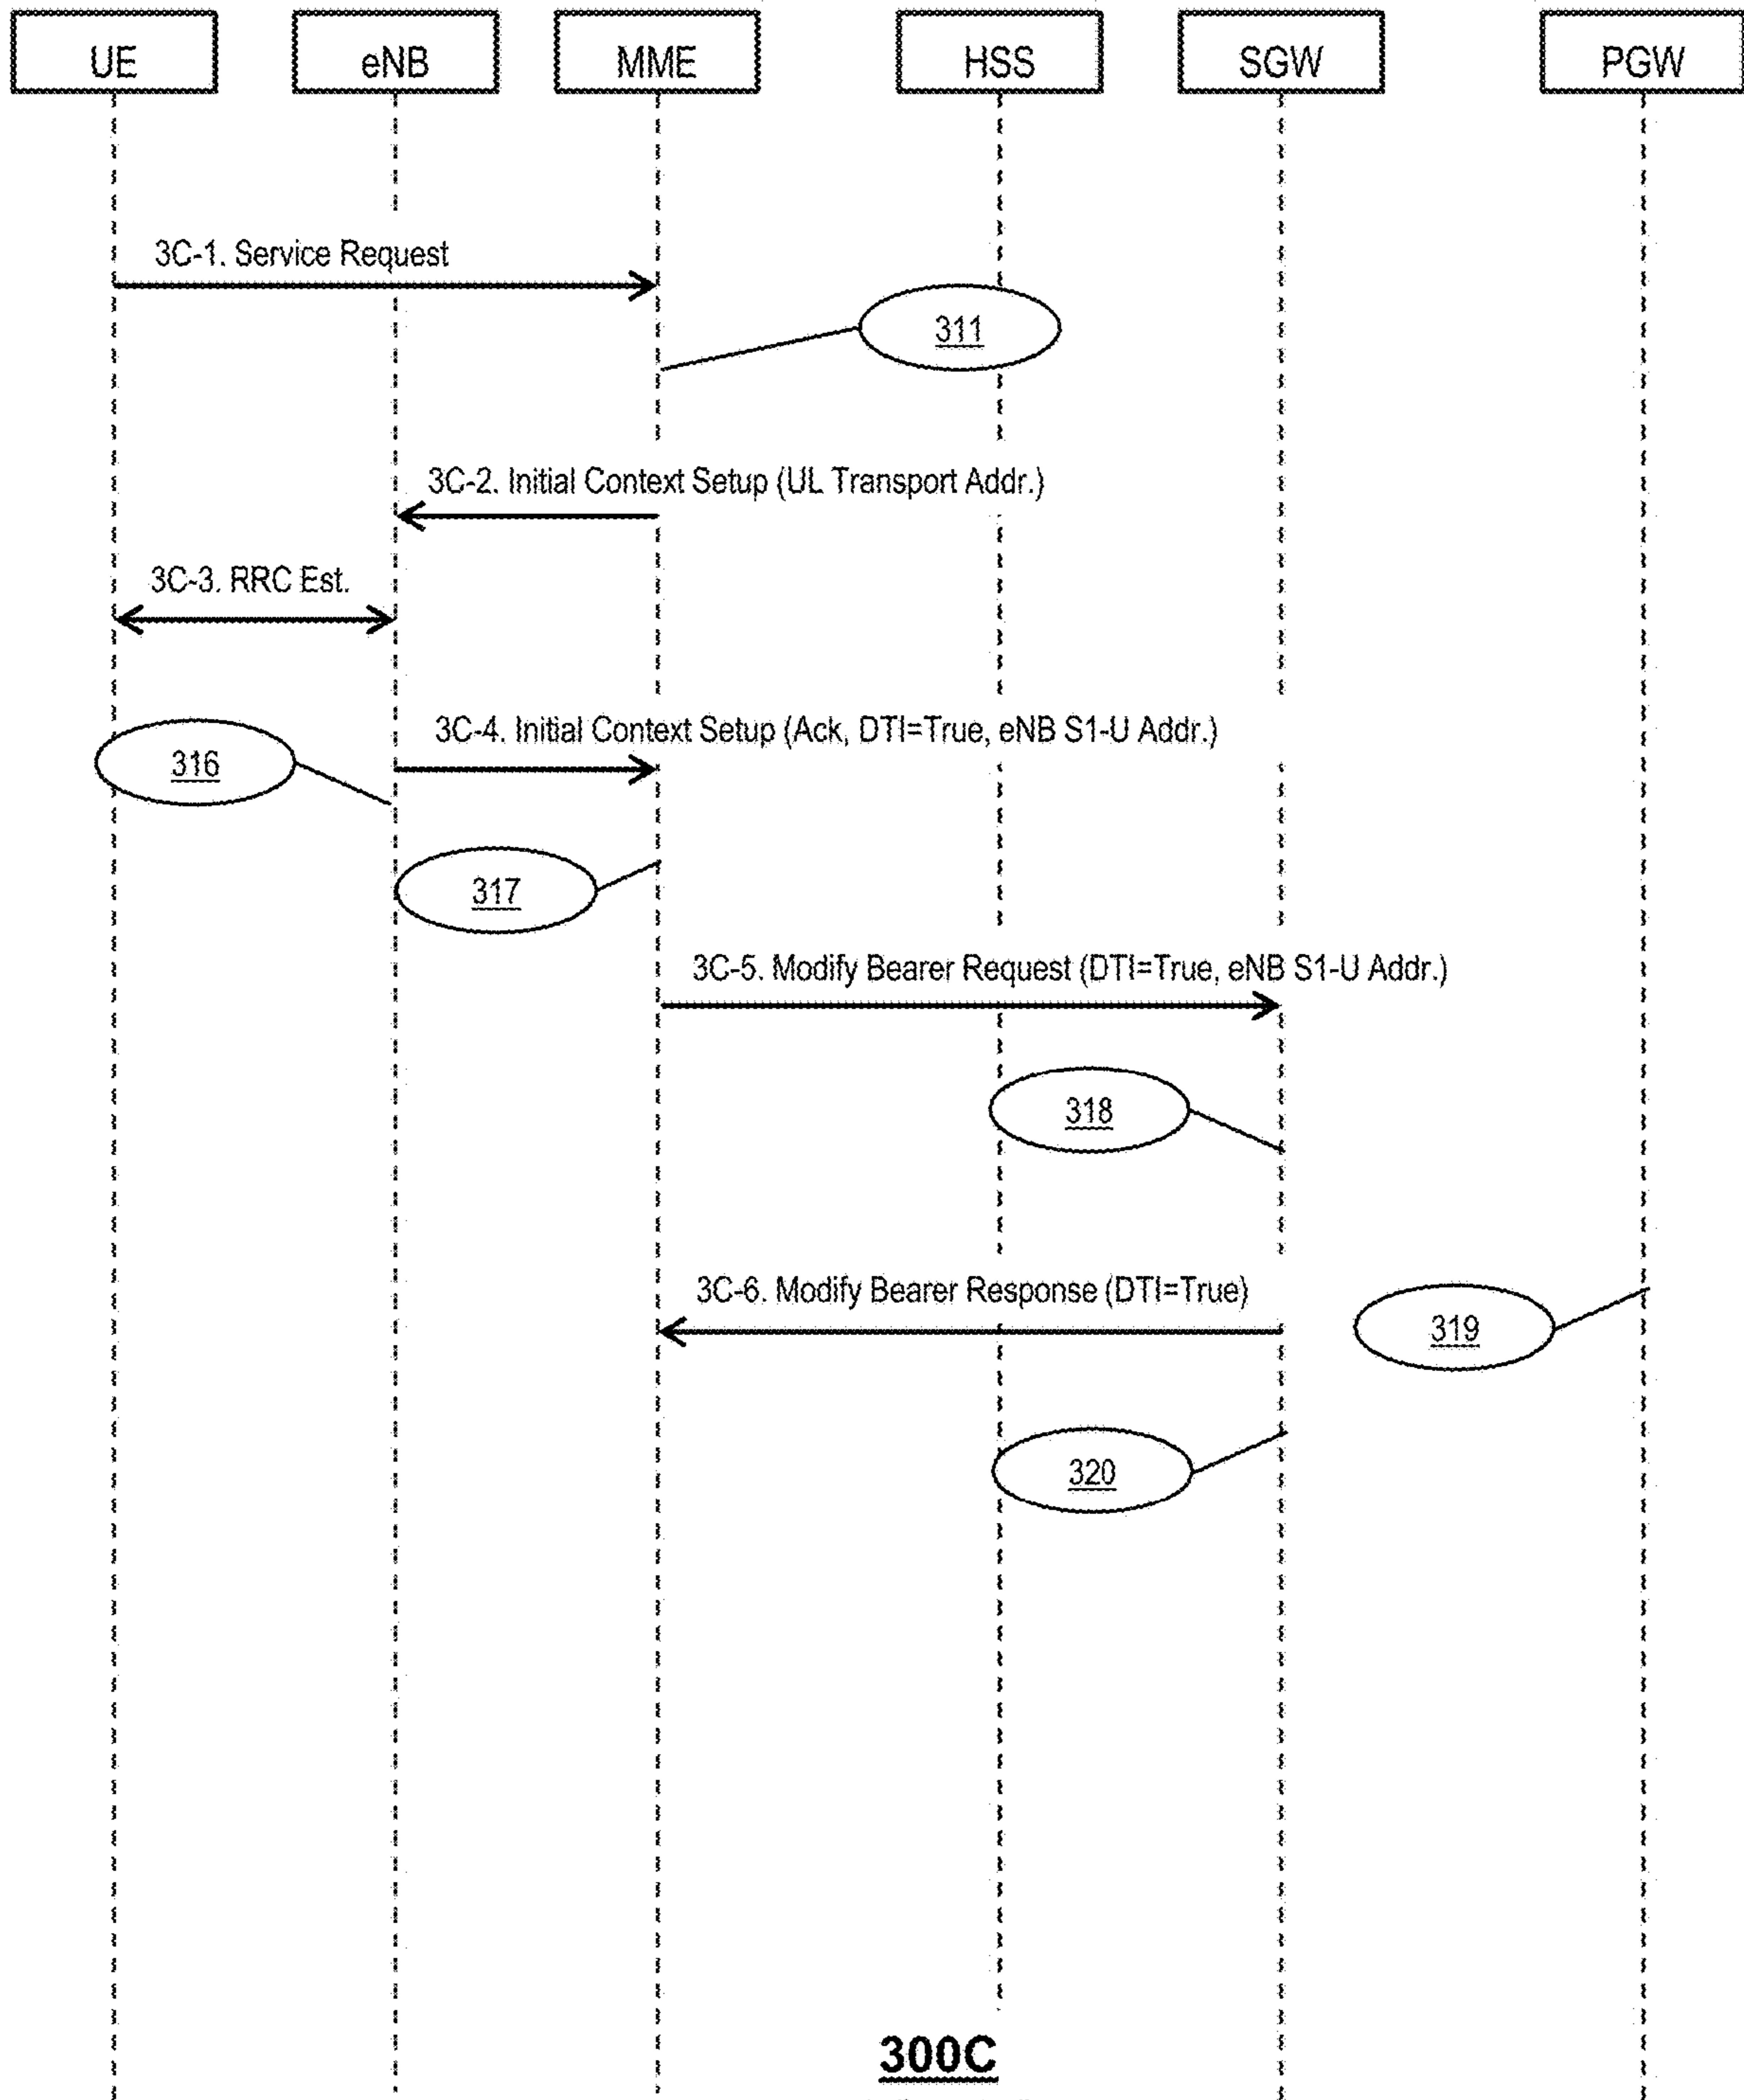 UE eNB MME HSS SGW PGW
3C-1. Service Request
311
3C-2. Initial Context Setup (UL Transport Addr.)
3C-3. RRC Est.
3C-4. Initial Context Setup (Ack, DTI=True, eNB S1-U Addr.)
316
317
3C-5. Modify Bearer Request (DTI=True, eNB S1-U Addr.)
318
3C-6. Modify Bearer Response (DTI=True)
319
320
300C